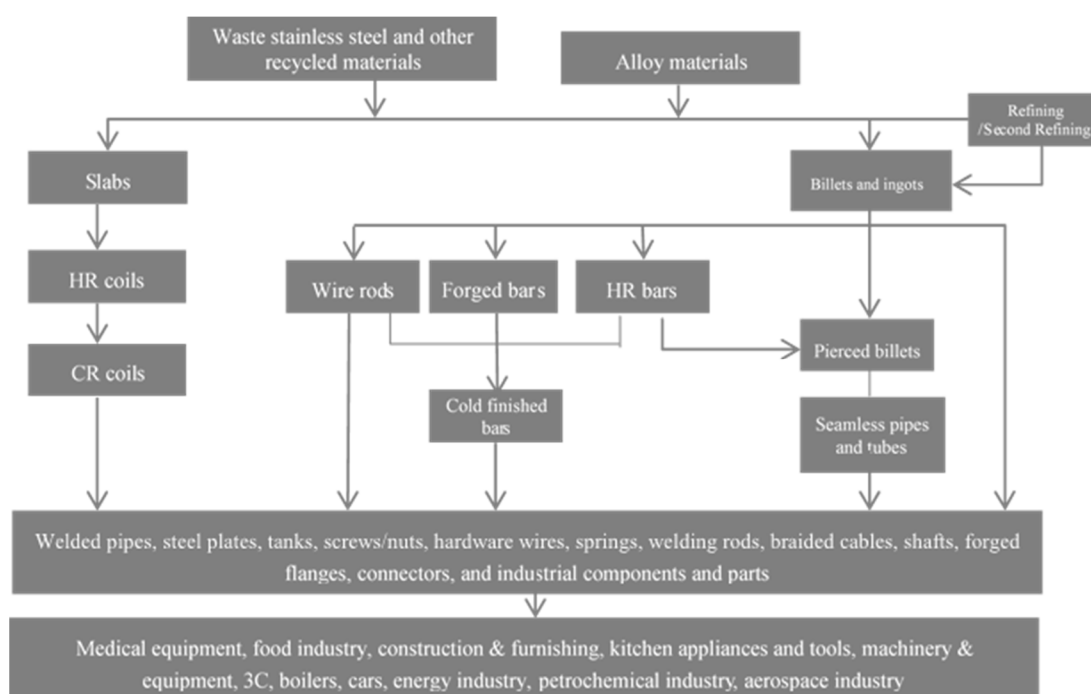 Waste stainless steel and other
recycled materials
Alloy materials
Refining
/Second Refining
Slabs
Billets and ingots
HR coils
Wire rods
Forged bars
HR bars
CR coils
Pierced billets
Cold finished
bars
Seamless pipes
and tubes
Welded pipes, steel plates, tanks, screws/nuts, hardware wires, springs, welding rods, braided cables, shafts, forged
flanges, connectors, and industrial components and parts
Medical equipment, food industry, construction & furnishing, kitchen appliances and tools, machinery &
equipment, 3C, boilers, cars, energy industry, petrochemical industry, aerospace industry